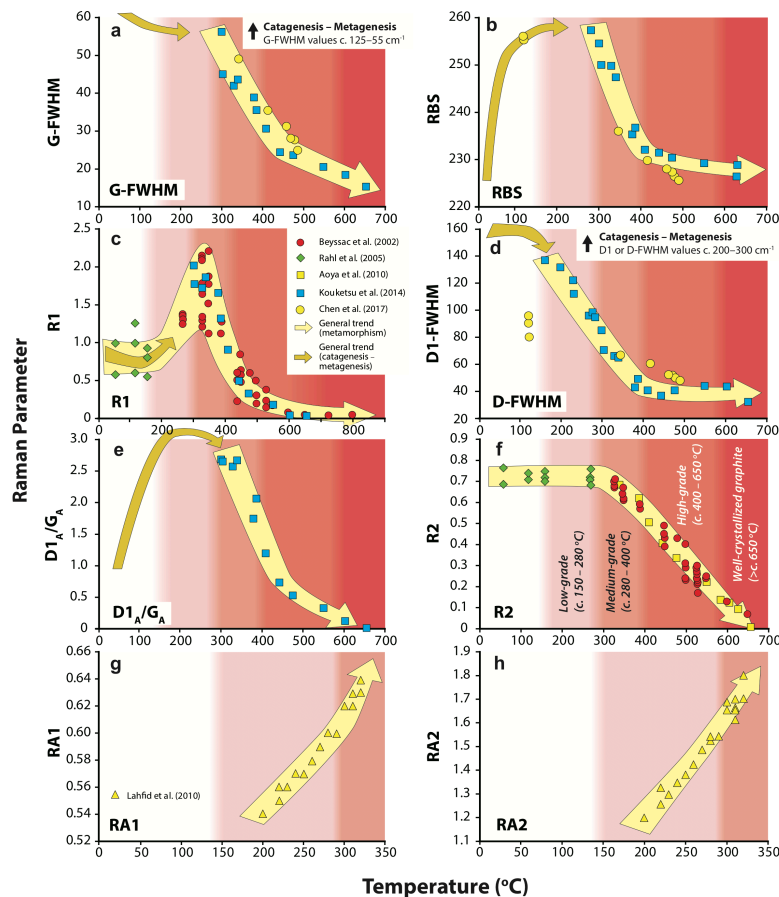 a
Catagenesis – Metagenesis
G-FWHM values c. 125–55 cm⁻¹
G-FWHM
60
50
40
30
20
10
G-FWHM
0 100 200 300 400 500 600 700
b
RBS
260
250
240
230
220
RBS
0 100 200 300 400 500 600 700
c
Beyssac et al. (2002)
Rahl et al. (2005)
Aoya et al. (2010)
Kouketsu et al. (2014)
Chen et al. (2017)
General trend
(metamorphism)
General trend
(catagenesis –
metagenesis)
R1
2.5
2.0
1.5
1.0
0.5
0
R1
0 200 400 600 800
d
Catagenesis – Metagenesis
D1 or D-FWHM values c. 200–300 cm⁻¹
D1-FWHM
140
120
100
80
60
40
20
D-FWHM
0 100 200 300 400 500 600 700
Raman Parameter
e
D1A/GA
3.0
2.5
2.0
1.5
1.0
0.5
0
D1A/GA
0 100 200 300 400 500 600 700
f
R2
0.9
0.8
0.7
0.6
0.5
0.4
0.3
0.2
0.1
0
Low-grade
(c. 150 – 280 °C)
Medium-grade
(c. 280 – 400 °C)
High-grade
(c. 400 – 650 °C)
Well-crystallized graphite
(>c. 650 °C)
R2
0 100 200 300 400 500 600 700
g
RA1
0.66
0.64
0.62
0.60
0.58
0.56
0.54
0.52
Lahfid et al. (2010)
RA1
0 50 100 150 200 250 300 350
h
RA2
1.9
1.8
1.7
1.6
1.5
1.4
1.3
1.2
1.1
RA2
0 50 100 150 200 250 300 350
Temperature (°C)